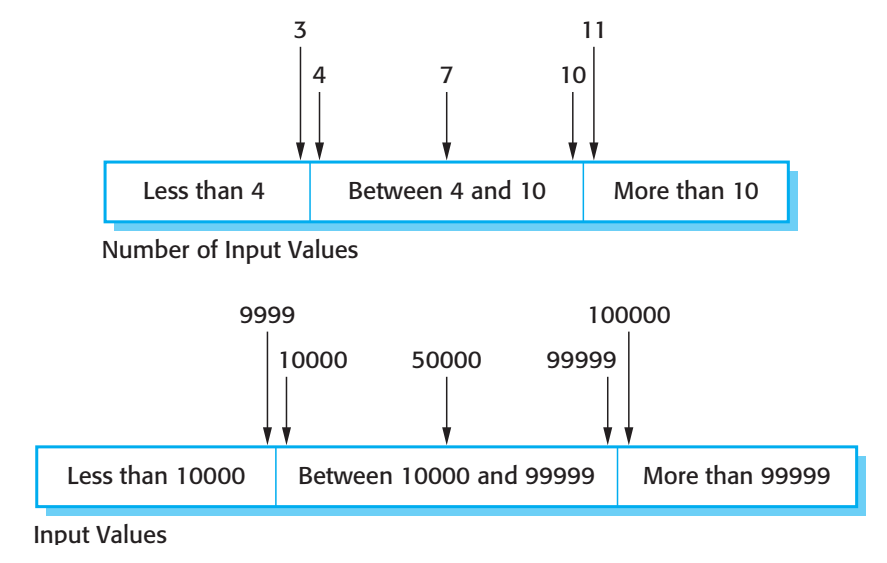 3 11
4 7 10
Less than 4 Between 4 and 10 More than 10
Number of Input Values
9999 100000
10000 50000 99999
Less than 10000 Between 10000 and 99999 More than 99999
Input Values